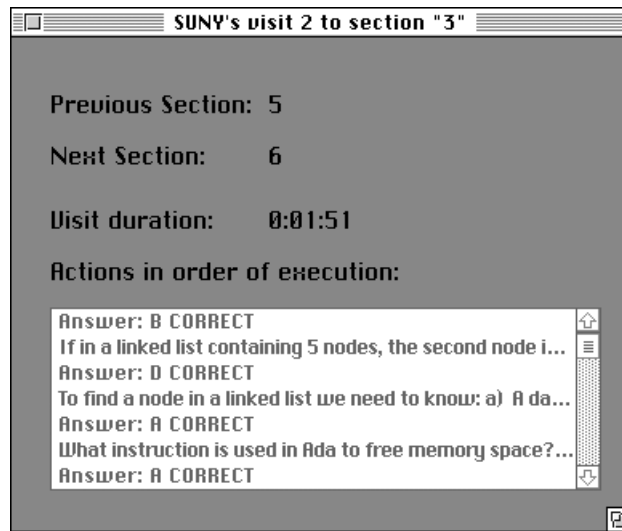 SUNY's visit 2 to section "3"
Previous Section: 5
Next Section: 6
Visit duration: 0:01:51
Actions in order of execution:
Answer: B CORRECT
If in a linked list containing 5 nodes, the second node i...
Answer: D CORRECT
To find a node in a linked list we need to know: a) A da...
Answer: A CORRECT
What instruction is used in Ada to free memory space?...
Answer: A CORRECT